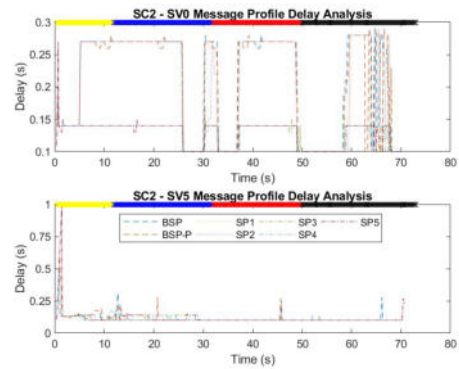 SC2 - SV0 Message Profile Delay Analysis
0.3
0.25
0.2
0.15
0.1
Delay (s)
0 10 20 30 40 50 60 70 80
Time (s)
SC2 - SV5 Message Profile Delay Analysis
1
0.75
0.5
0.25
0
Delay (s)
BSP SP1 SP3 SP5
BSP-P SP2 SP4
0 10 20 30 40 50 60 70 80
Time (s)